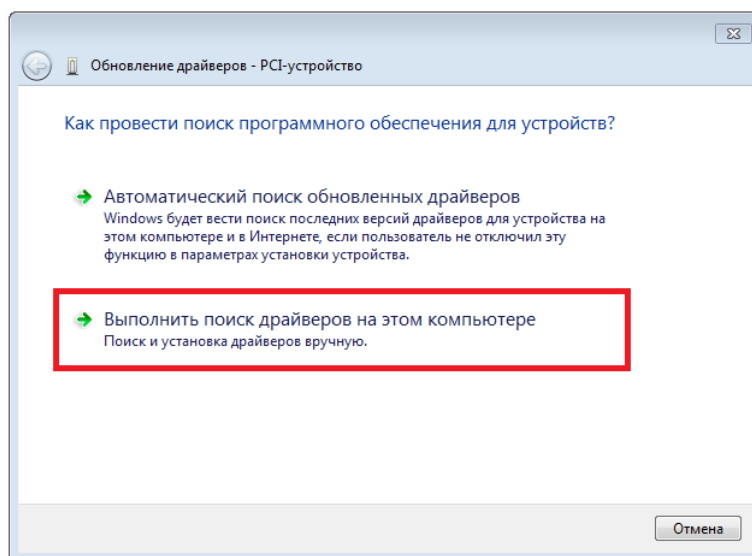 Обновление драйверов - PCI-устройство
Как провести поиск программного обеспечения для устройств?
Автоматический поиск обновленных драйверов
Windows будет вести поиск последних версий драйверов для устройства на
этом компьютере и в Интернете, если пользователь не отключил эту
функцию в параметрах установки устройства.
Выполнить поиск драйверов на этом компьютере
Поиск и установка драйверов вручную.
Отмена